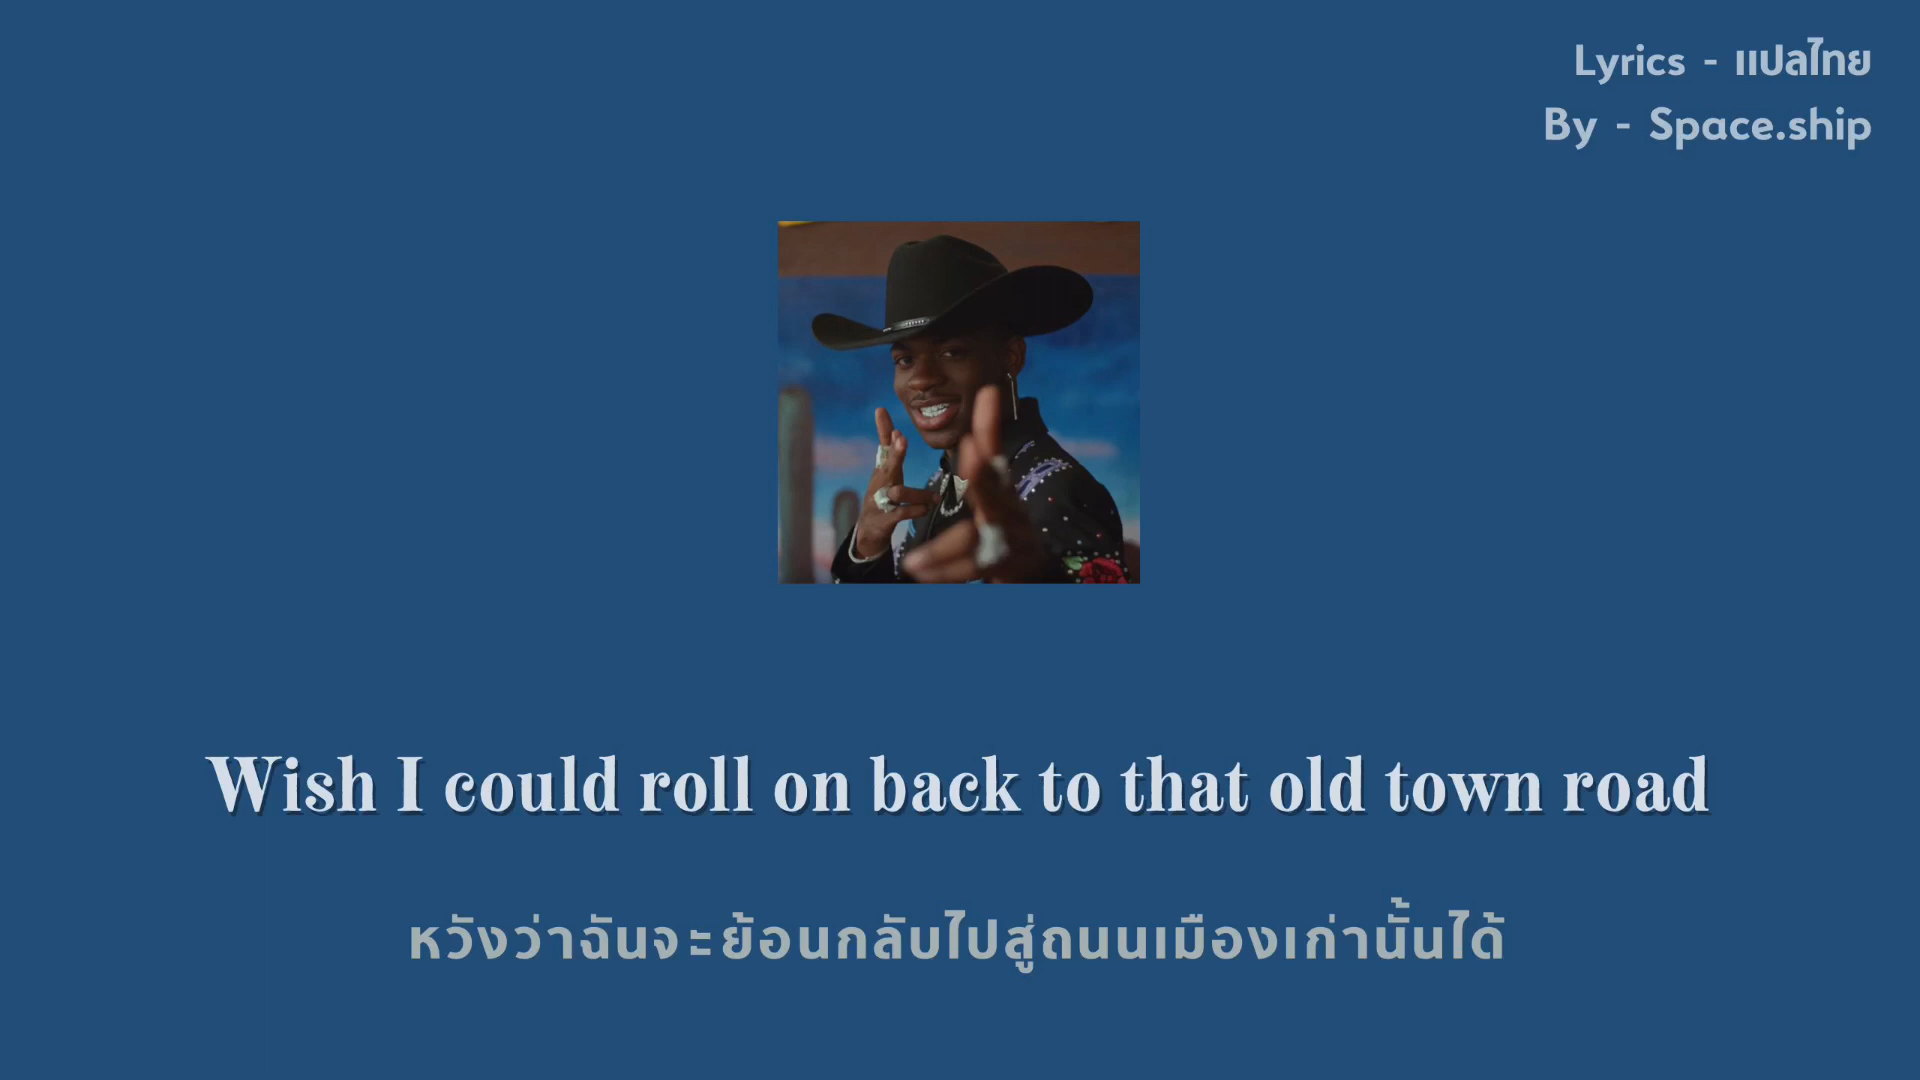 Lyrics - แปลไทย
By - Space.ship
Wish I could roll on back to that old town road
หวังว่าฉันจะย้อนกลับไปสู่ถนนเมืองเก่านั้นได้